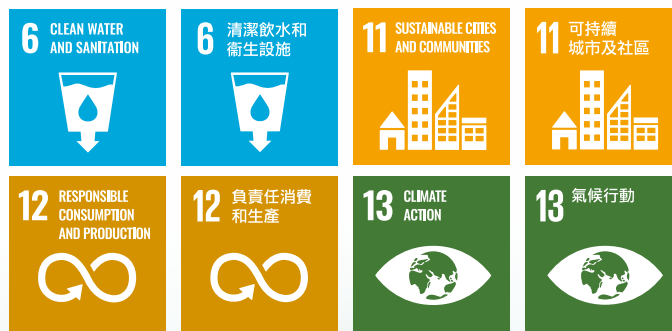 6 CLEAN WATER
AND SANITATION
6 清潔飲水和
衞生設施
11 SUSTAINABLE CITIES
AND COMMUNITIES
11 可持續
城市及社區
12 RESPONSIBLE
CONSUMPTION
AND PRODUCTION
12 負責任消費
和生產
13 CLIMATE
ACTION
13 氣候行動